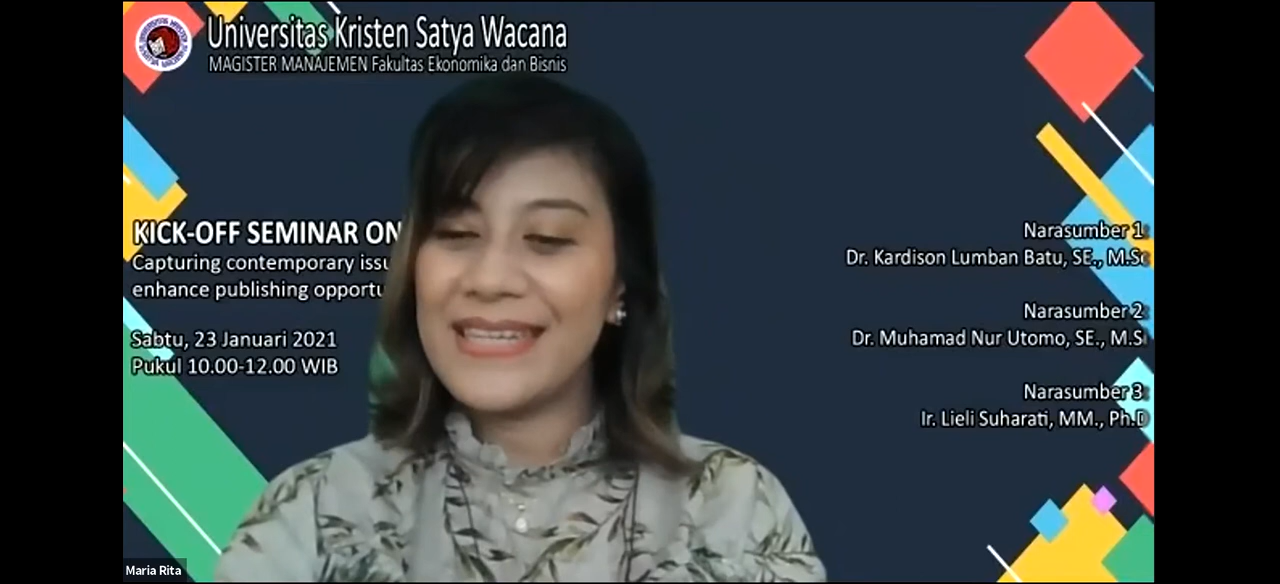 Universitas Kristen Satya Wacana
MAGISTER MANAJEMEN Fakultas Ekonomika dan Bisnis
KICK-OFF SEMINAR ON
Capturing contemporary issu
enhance publishing opportu
Sabtu, 23 Januari 2021
Pukul 10.00-12.00 WIB
Narasumber 1:
Dr. Kardison Lumban Batu, SE., M.Sc
Narasumber 2
Dr. Muhamad Nur Utomo, SE., M.S
Narasumber 3
Ir. Lieli Suharati, MM., Ph.D
Maria Rita